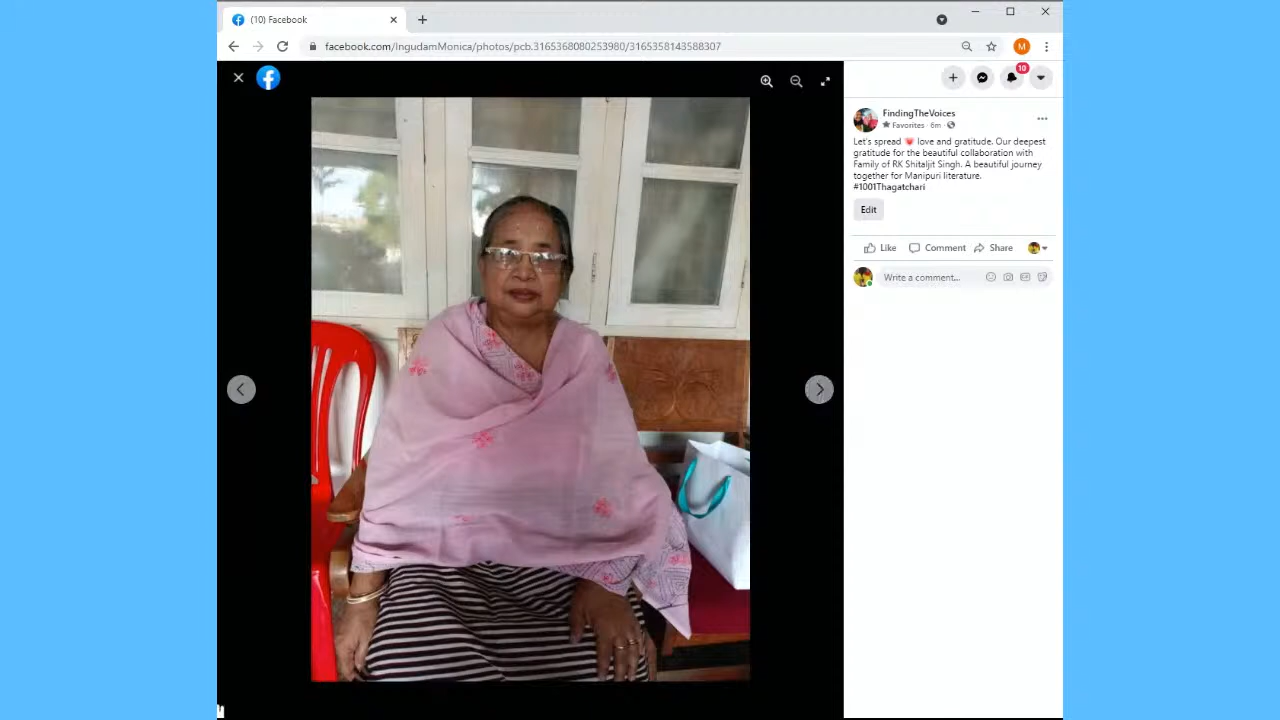 (10) Facebook
facebook.com/ingudamMonica/photos/pcb.3165368080253980/3165358143588307
M
10
FindingTheVoices
Favorites · 6m ·
Let's spread love and gratitude. Our deepest
gratitude for the beautiful collaboration with
Family of RK Shitaljit Singh. A beautiful journey
together for Manipuri literature.
#1001Thagatchari
Edit
Like Comment Share
Write a comment...